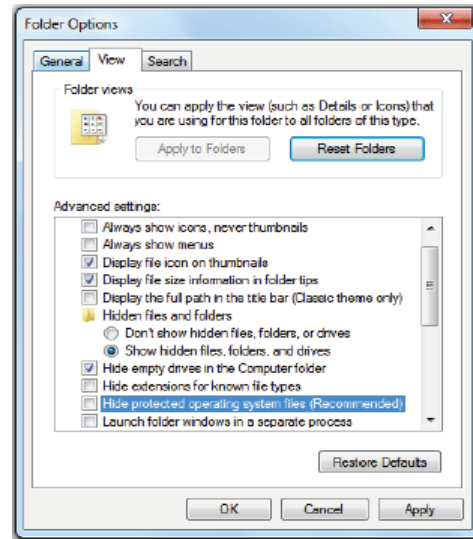 Folder Options
General View Search
Folder views
You can apply the view (such as Details or Icons) that
you are using for this folder to all folders of this type.
Apply to Folders Reset Folders
Advanced settings:
Always show icons, never thumbnails
Always show menus
Display file icon on thumbnails
Display file size information in folder tips
Display the full path in the title bar (Classic theme only)
Hidden files and folders
Don't show hidden files, folders, or drives
Show hidden files, folders, and drives
Hide empty drives in the Computer folder
Hide extensions for known file types
Hide protected operating system files (Recommended)
Launch folder windows in a separate process
Restore Defaults
OK Cancel Apply